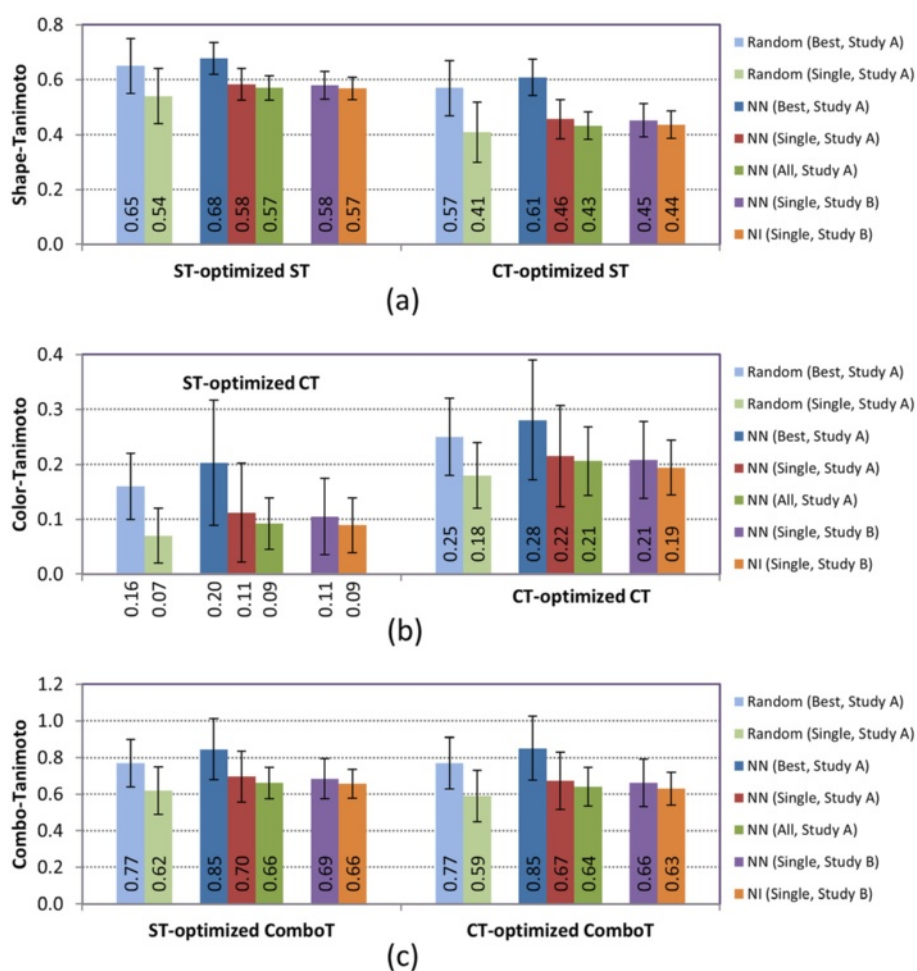 0.8
0.6
0.4
0.2
0.0
Shape-Tanimoto
0.65
0.54
0.68
0.58
0.57
0.58
0.57
0.57
0.41
0.61
0.46
0.43
0.45
0.44
ST-optimized ST
CT-optimized ST
Random (Best, Study A)
Random (Single, Study A)
NN (Best, Study A)
NN (Single, Study A)
NN (All, Study A)
NN (Single, Study B)
NI (Single, Study B)
(a)
0.4
0.3
0.2
0.1
0.0
Color-Tanimoto
ST-optimized CT
0.16
0.07
0.20
0.11
0.09
0.11
0.09
0.25
0.18
0.28
0.22
0.21
0.21
0.19
CT-optimized CT
Random (Best, Study A)
Random (Single, Study A)
NN (Best, Study A)
NN (Single, Study A)
NN (All, Study A)
NN (Single, Study B)
NI (Single, Study B)
(b)
1.2
1.0
0.8
0.6
0.4
0.2
0.0
Combo-Tanimoto
0.77
0.62
0.85
0.70
0.66
0.69
0.66
0.77
0.59
0.85
0.67
0.64
0.66
0.63
ST-optimized ComboT
CT-optimized ComboT
Random (Best, Study A)
Random (Single, Study A)
NN (Best, Study A)
NN (Single, Study A)
NN (All, Study A)
NN (Single, Study B)
NI (Single, Study B)
(c)